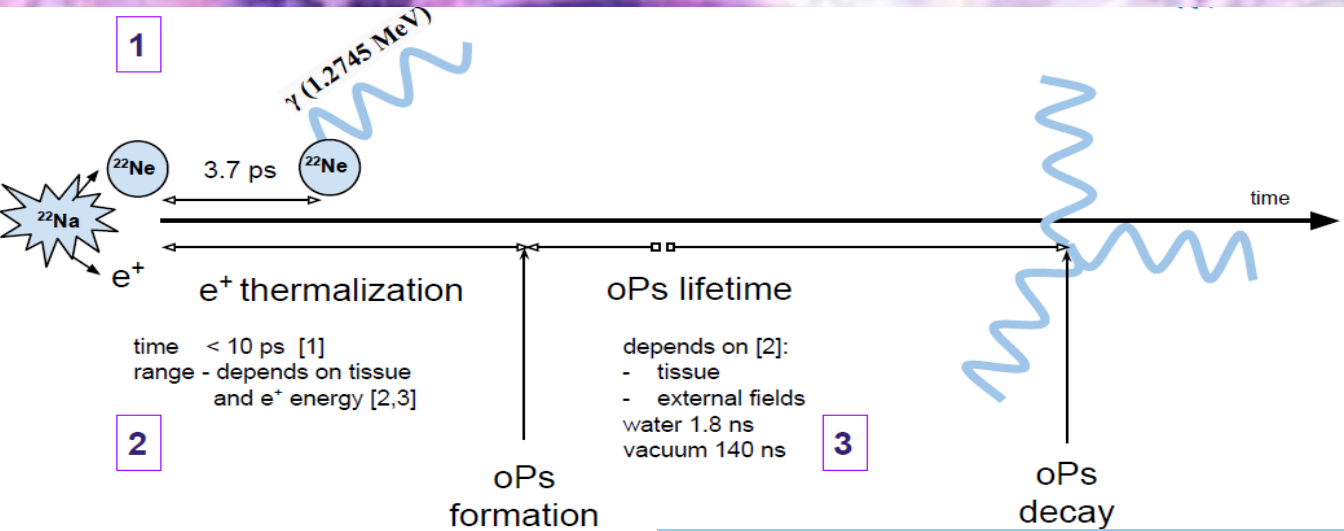 1
γ (1.2745 MeV)
²²Ne
3.7 ps
²²Ne
²²Na
time
e⁺
e⁺ thermalization
oPs lifetime
time < 10 ps [1]
range - depends on tissue
and e⁺ energy [2,3]
depends on [2]:
- tissue
- external fields
water 1.8 ns
vacuum 140 ns
2
3
oPs
formation
oPs
decay